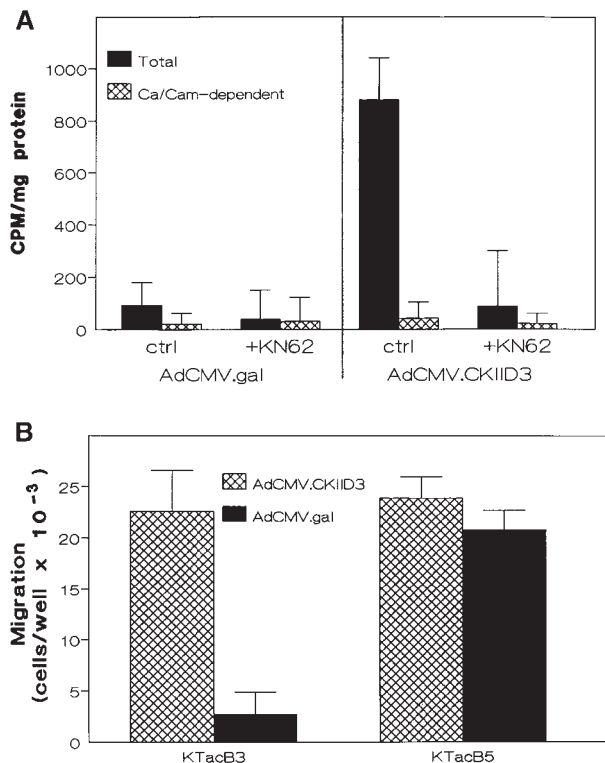 A
1000
800
600
400
200
0
CPM/mg protein
Total
Ca/Cam-dependent
ctrl +KN62 ctrl +KN62
AdCMV.gal AdCMV.CKIID3
B
25
20
15
10
5
0
Migration
(cells/well x 10⁻³)
AdCMV.CKIID3
AdCMV.gal
KTacB3 KTacB5